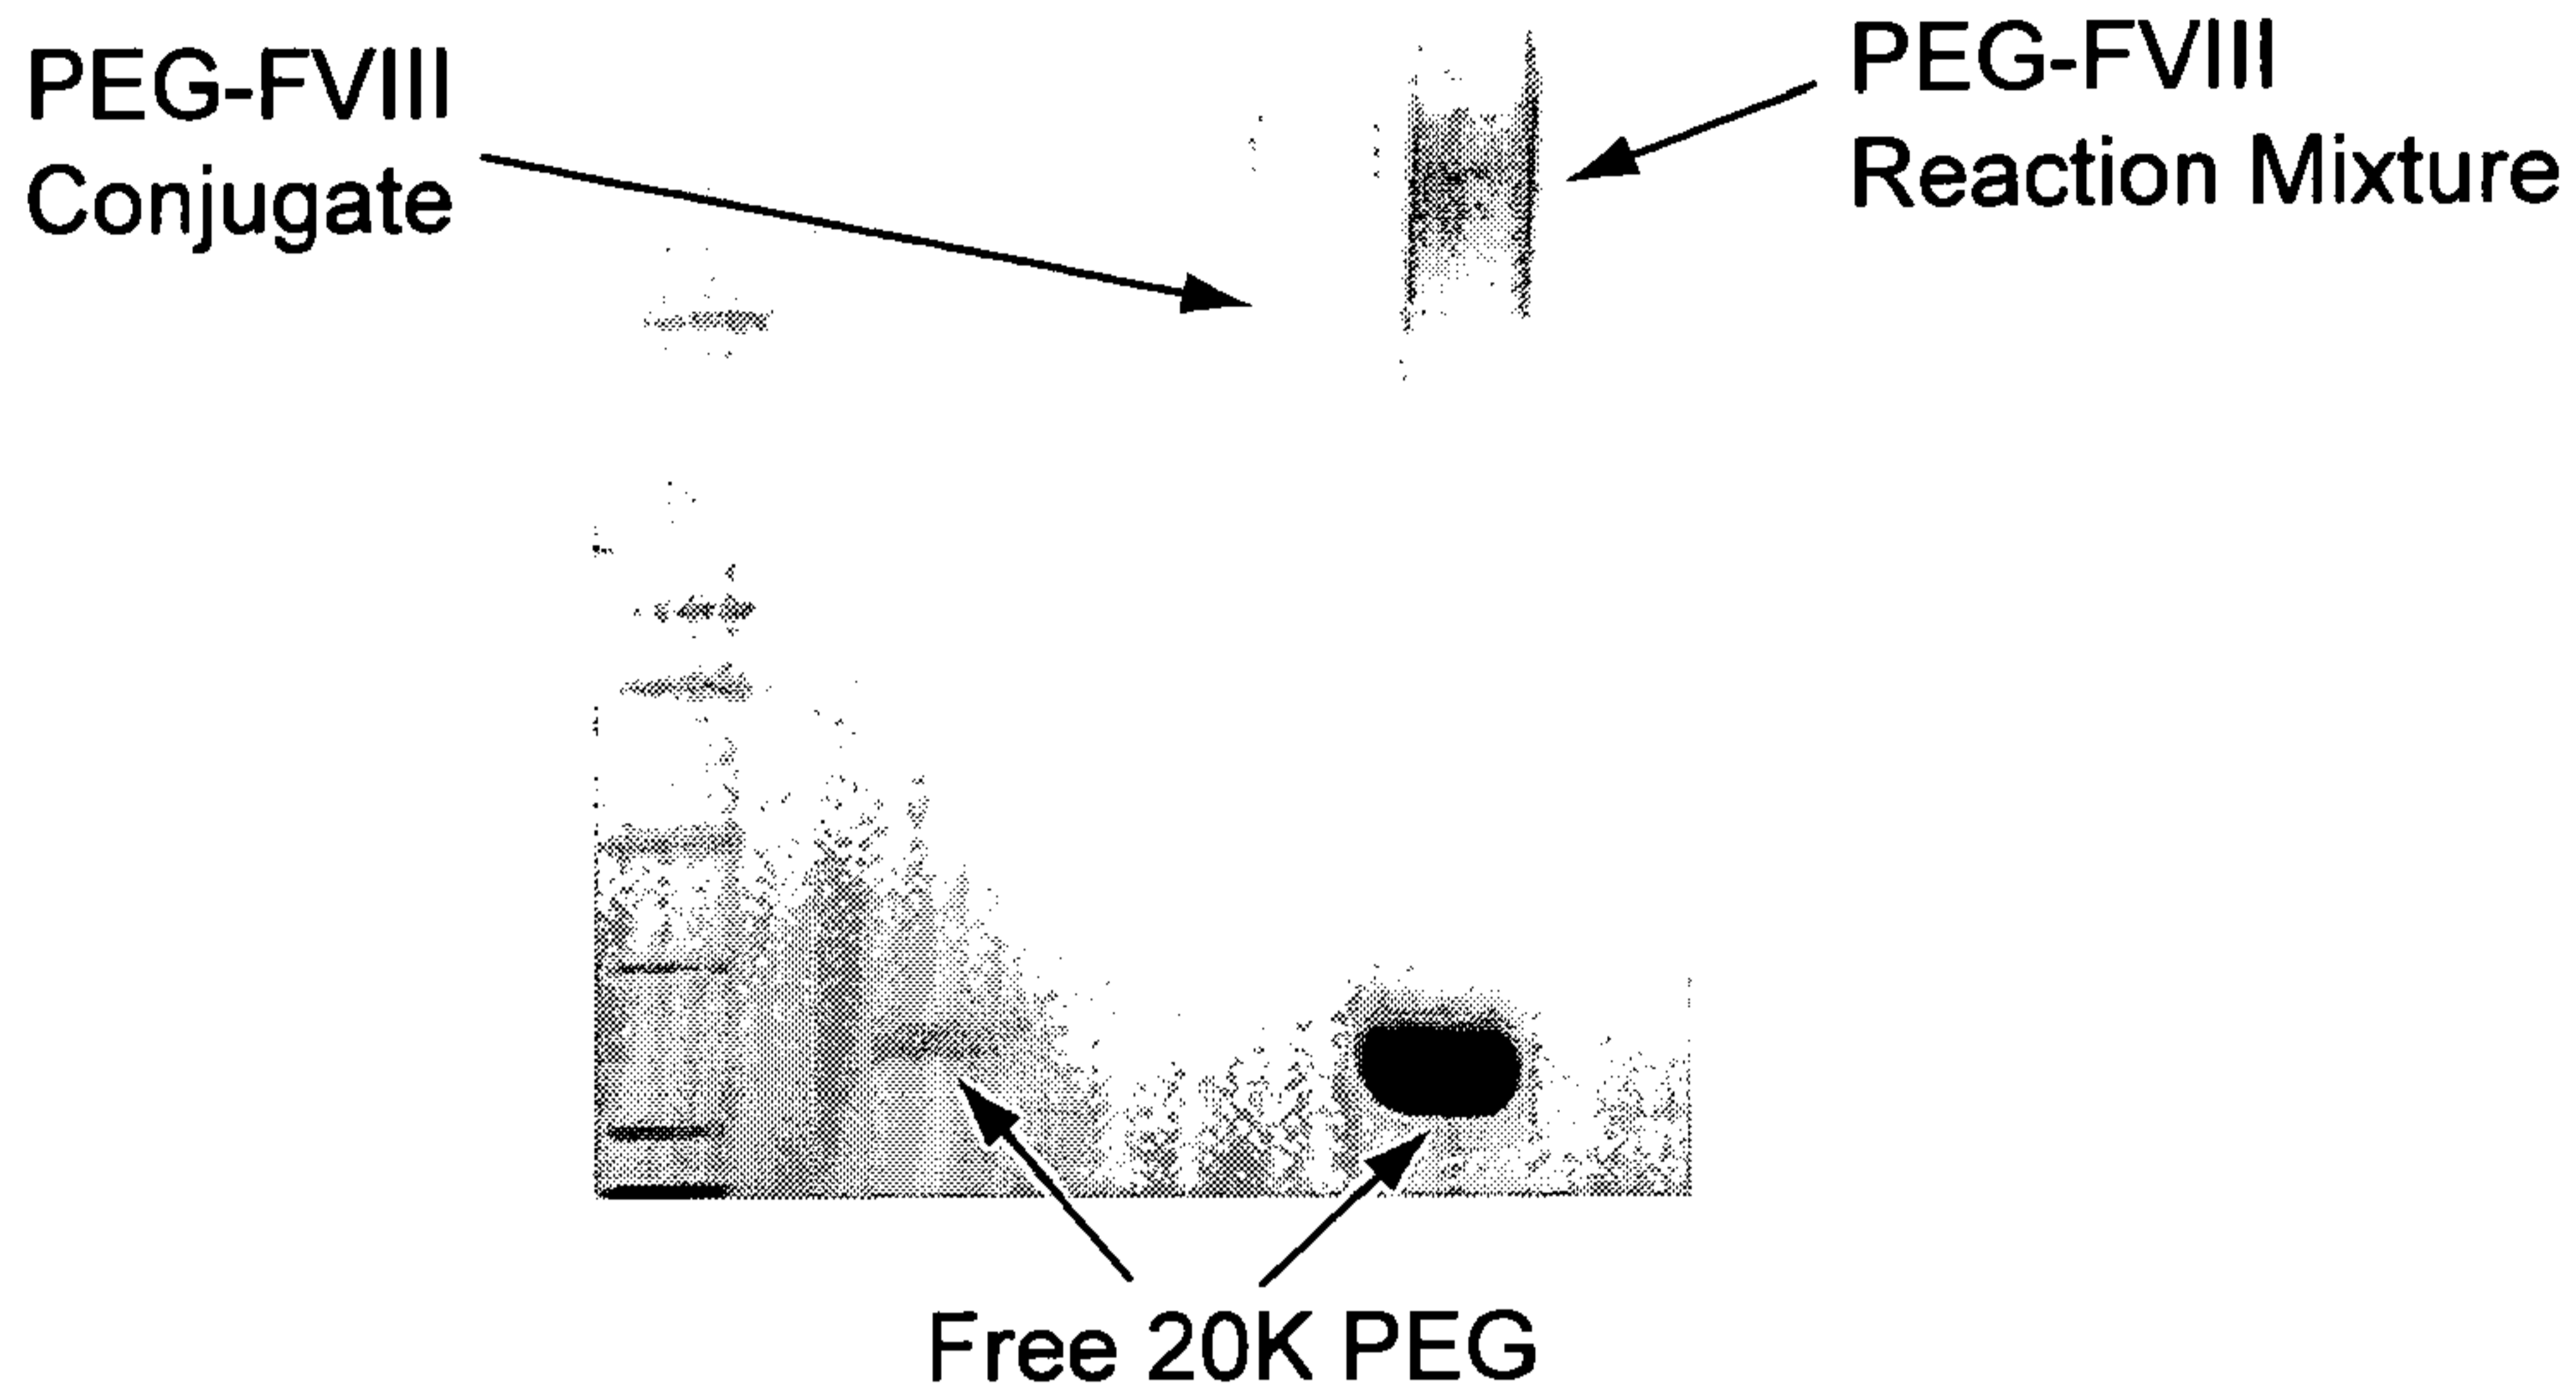 PEG-FVIII
Conjugate
PEG-FVIII
Reaction Mixture
Free 20K PEG